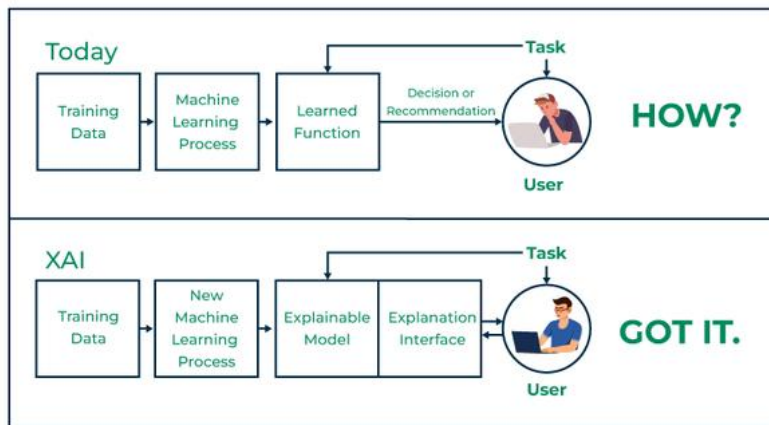 Today
Task
Training
Data
Machine
Learning
Process
Learned
Function
Decision or
Recommendation
HOW?
User
XAI
Task
Training
Data
New
Machine
Learning
Process
Explainable
Model
Explanation
Interface
GOT IT.
User